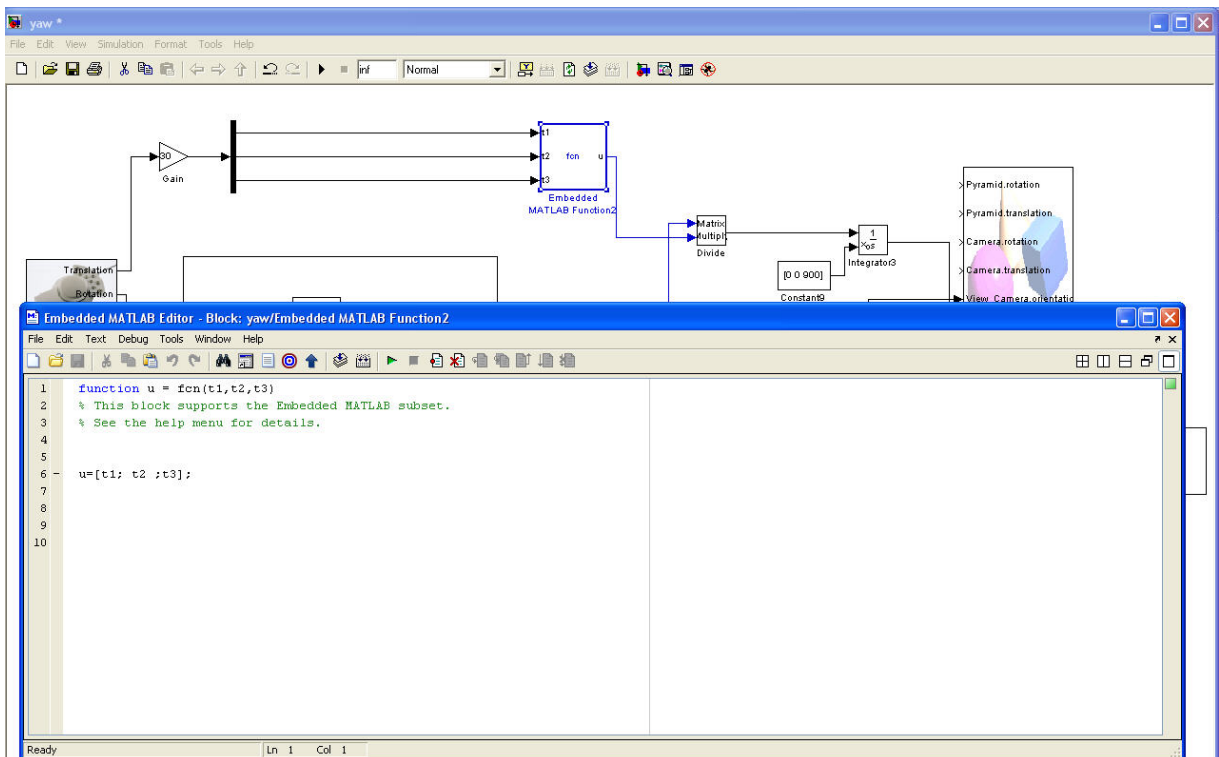 yaw *
File Edit View Simulation Format Tools Help
inf Normal
t1
t2 fcn u
t3
Embedded
MATLAB Function2
30
Gain
Translation
Rotation
Matrix
Multiply
Divide
1
xo s
Integrator3
[0 0 900]
Constant9
Pyramid.rotation
Pyramid.translation
Camera.rotation
Camera.translation
View_Camera.orientatio
Embedded MATLAB Editor - Block: yaw/Embedded MATLAB Function2
File Edit Text Debug Tools Window Help
1 function u = fcn(t1,t2,t3)
2 % This block supports the Embedded MATLAB subset.
3 % See the help menu for details.
4
5
6 - u=[t1; t2 ;t3];
7
8
9
10
Ready Ln 1 Col 1